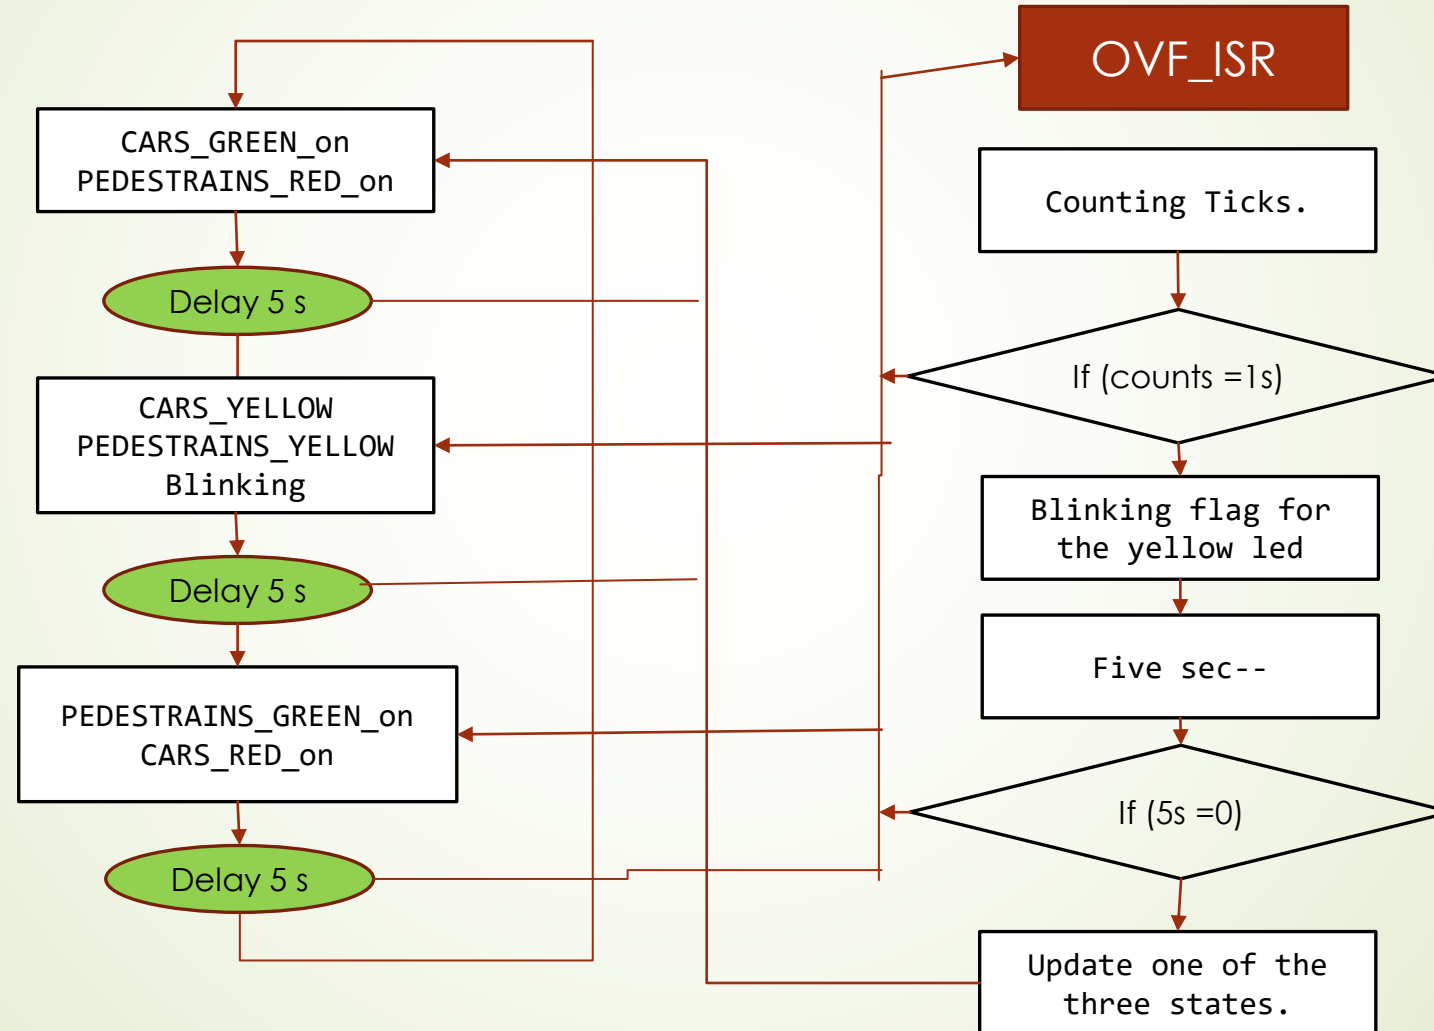 CARS_GREEN_on
PEDESTRAINS_RED_on
Delay 5 s
CARS_YELLOW
PEDESTRAINS_YELLOW
Blinking
Delay 5 s
PEDESTRAINS_GREEN_on
CARS_RED_on
Delay 5 s
OVF_ISR
Counting Ticks.
If (counts =1s)
Blinking flag for
the yellow led
Five sec--
If (5s =0)
Update one of the
three states.